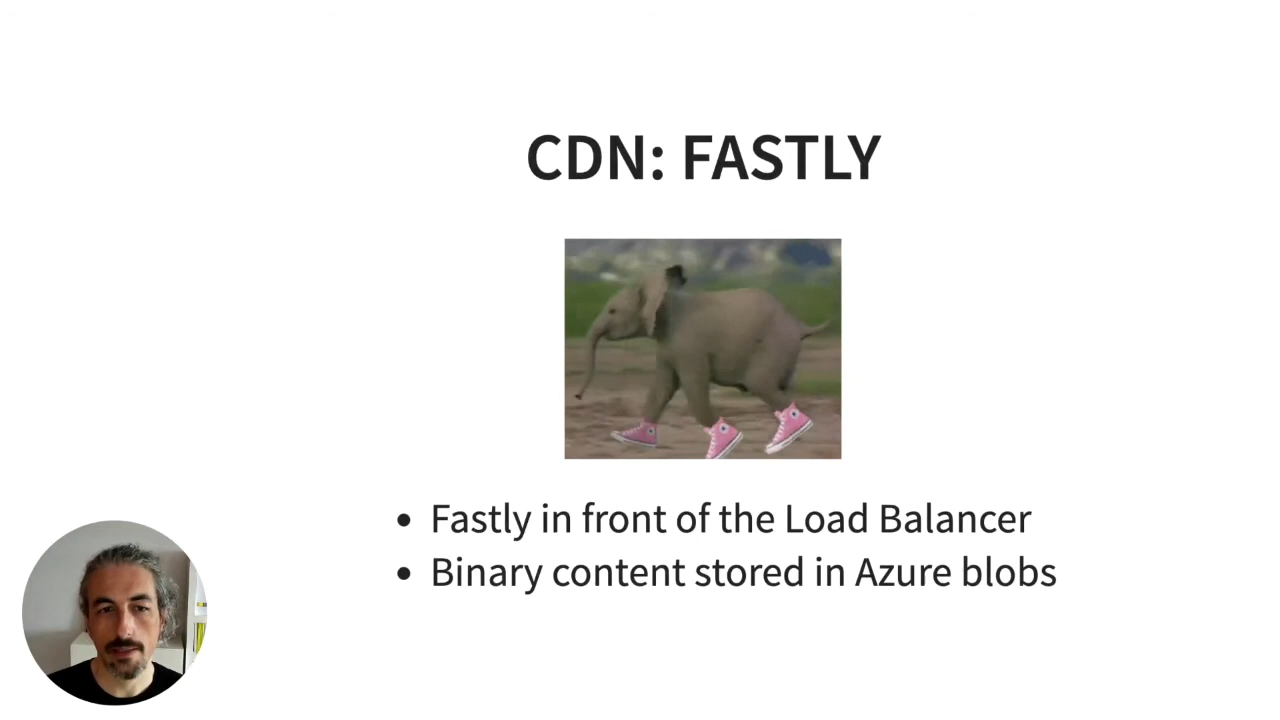 CDN: FASTLY
Fastly in front of the Load Balancer
Binary content stored in Azure blobs